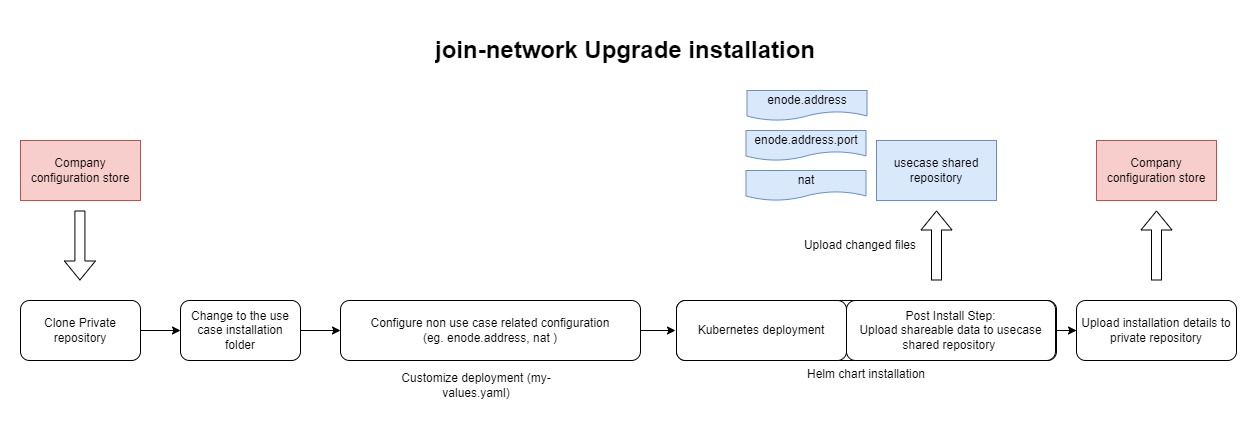 join-network Upgrade installation
enode.address
enode.address.port
nat
usecase shared
repository
Company
configuration store
Company
configuration store
Upload changed files
Clone Private
repository
Change to the use
case installation
folder
Configure non use case related configuration
(eg. enode.address, nat )
Kubernetes deployment
Post Install Step:
Upload shareable data to usecase
shared repository
Upload installation details to
private repository
Customize deployment (my-
values.yaml)
Helm chart installation